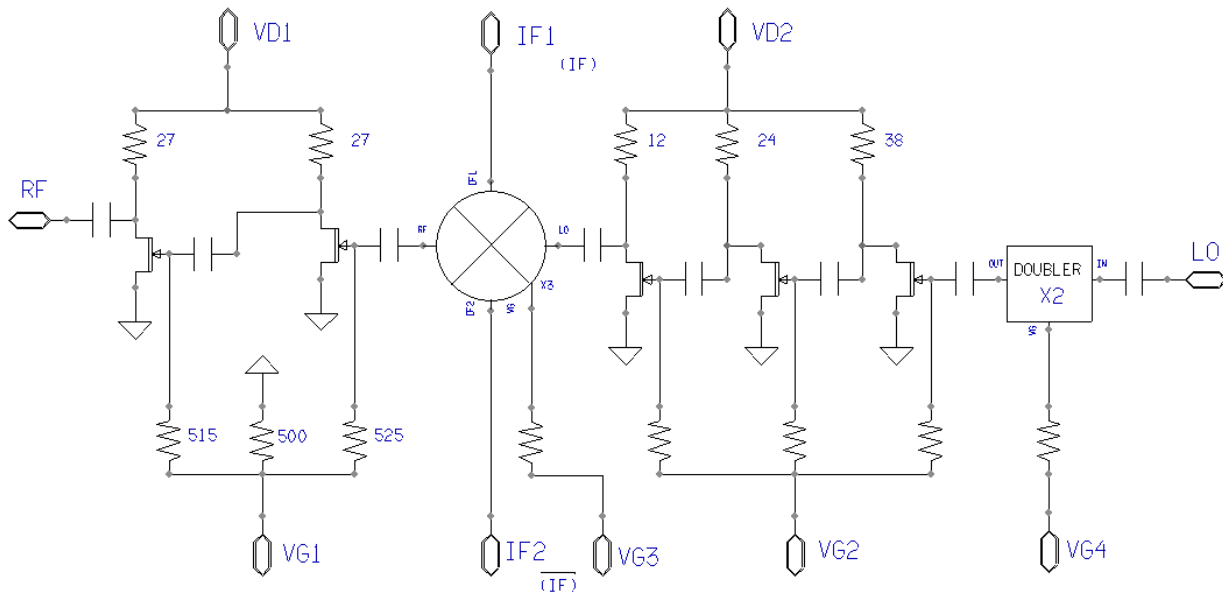 VD1
IF1
(IF)
VD2
27
27
12
24
38
RF
IF1
RF
LO
X3
IF2
VG
OUT
DOUBLER
X2
IN
LO
VG
515
500
525
VG1
IF2
(IF)
VG3
VG2
VG4